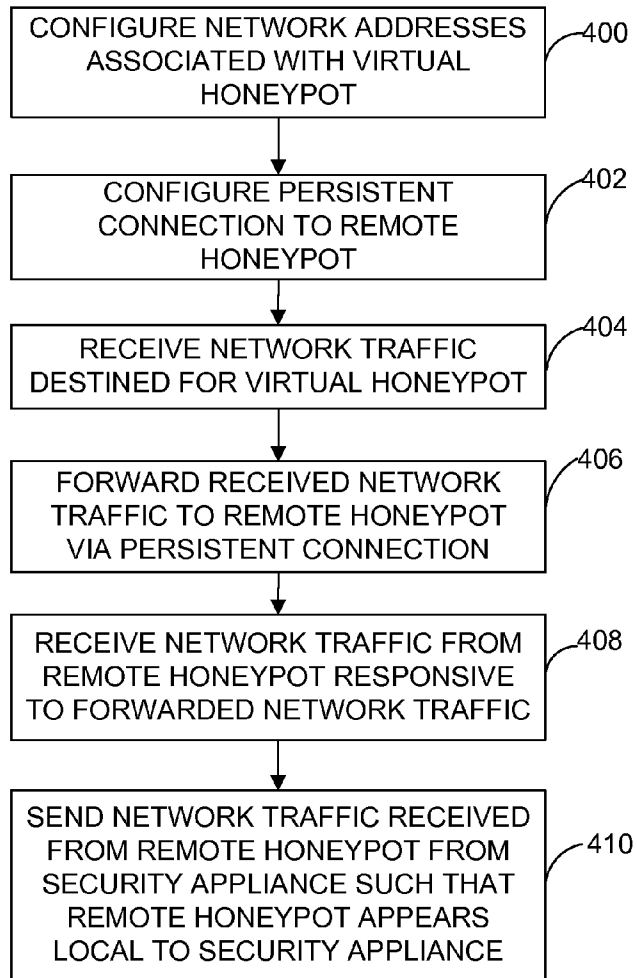 CONFIGURE NETWORK ADDRESSES
ASSOCIATED WITH VIRTUAL
HONEYPOT
400
CONFIGURE PERSISTENT
CONNECTION TO REMOTE
HONEYPOT
402
RECEIVE NETWORK TRAFFIC
DESTINED FOR VIRTUAL HONEYPOT
404
FORWARD RECEIVED NETWORK
TRAFFIC TO REMOTE HONEYPOT
VIA PERSISTENT CONNECTION
406
RECEIVE NETWORK TRAFFIC FROM
REMOTE HONEYPOT RESPONSIVE
TO FORWARDED NETWORK TRAFFIC
408
SEND NETWORK TRAFFIC RECEIVED
FROM REMOTE HONEYPOT FROM
SECURITY APPLIANCE SUCH THAT
REMOTE HONEYPOT APPEARS
LOCAL TO SECURITY APPLIANCE
410